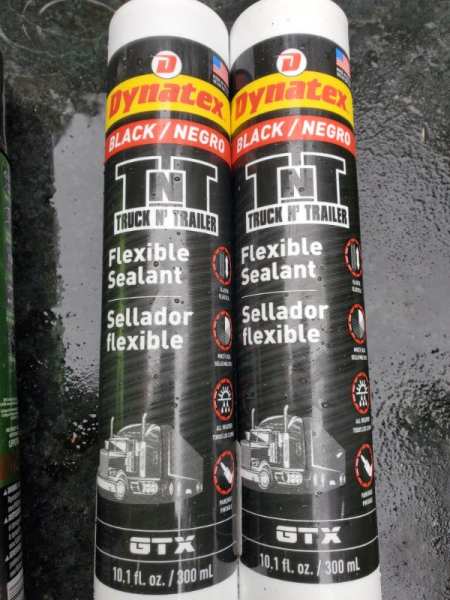 Dynatex
BLACK / NEGRO
TNT
TRUCK N' TRAILER
Flexible
Sealant
Sellador
flexible
GTX
10.1 fl. oz. / 300 mL
Dynatex
BLACK / NEGRO
TNT
TRUCK N' TRAILER
Flexible
Sealant
Sellador
flexible
GTX
10.1 fl. oz. / 300 mL